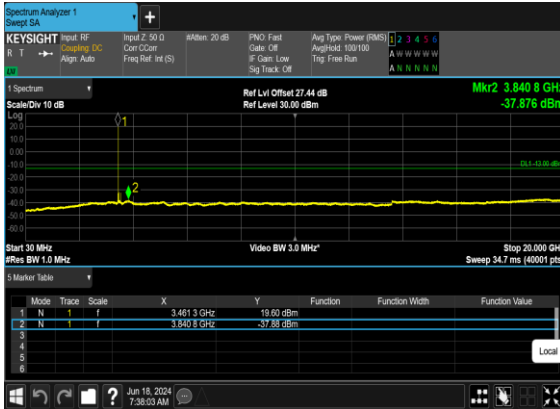 Spectrum Analyzer 1
Swept SA
+
KEYSIGHT
R T
Input: RF
Coupling: DC
Align: Auto
Input Z: 50 Ω
Corr CCorr
Freq Ref: Int (S)
#Atten: 20 dB
PNO: Fast
Gate: Off
IF Gain: Low
Sig Track: Off
Avg Type: Power (RMS)
Avg|Hold: 100/100
Trig: Free Run
1 2 3 4 5 6
A W W W W W
A N N N N N
1 Spectrum
Scale/Div 10 dB
Ref Lvl Offset 27.44 dB
Ref Level 30.00 dBm
Mkr2 3.840 8 GHz
-37.876 dBm
Log
20.0
10.0
0.00
-10.0
-20.0
-30.0
-40.0
-50.0
-60.0
1
2
DL1 -13.00 dBm
Start 30 MHz
#Res BW 1.0 MHz
Video BW 3.0 MHz*
Stop 20.000 GHz
Sweep 34.7 ms (40001 pts)
5 Marker Table
Mode Trace Scale X Y Function Function Width Function Value
1 N 1 f 3.461 3 GHz 19.60 dBm
2 N 1 f 3.840 8 GHz -37.88 dBm
3
4
5
6
Local
?
Jun 18, 2024
7:38:03 AM